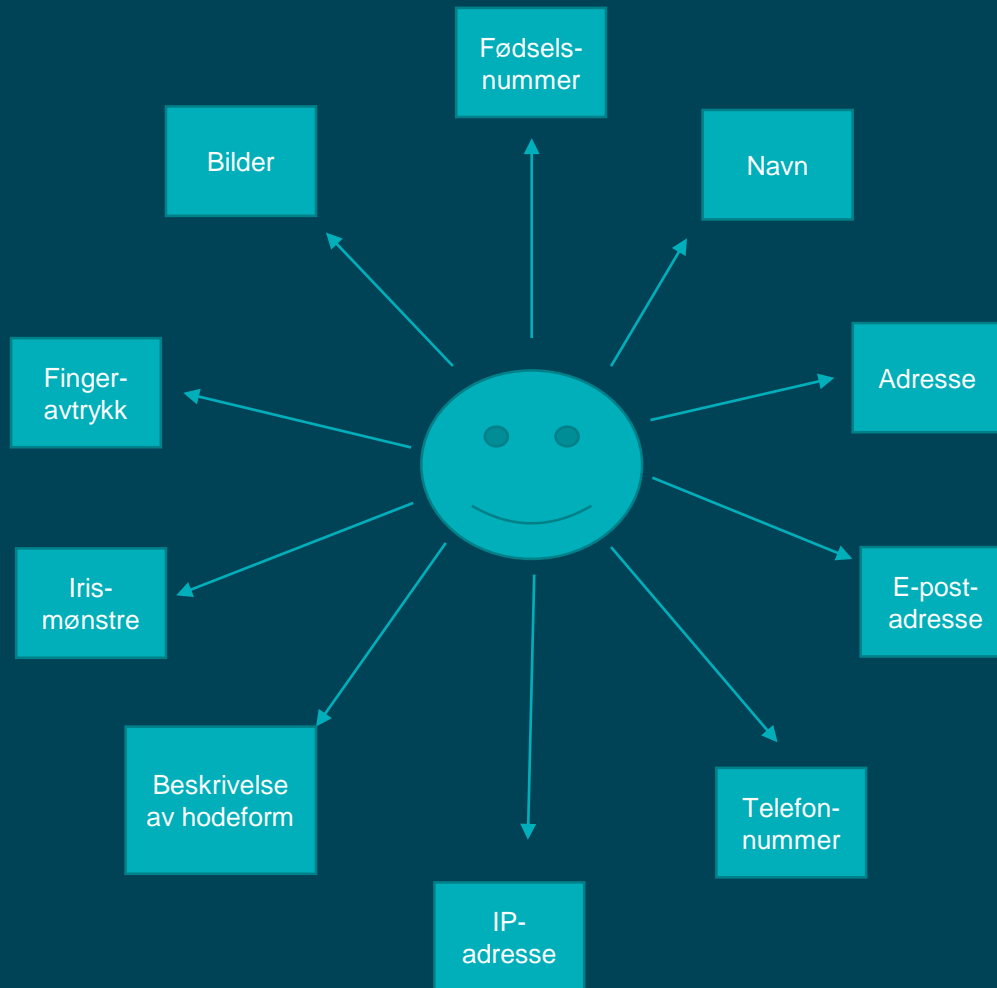 Fødsels-
nummer
Bilder
Navn
Finger-
avtrykk
Adresse
Iris-
mønstre
E-post-
adresse
Beskrivelse
av hodeform
Telefon-
nummer
IP-
adresse